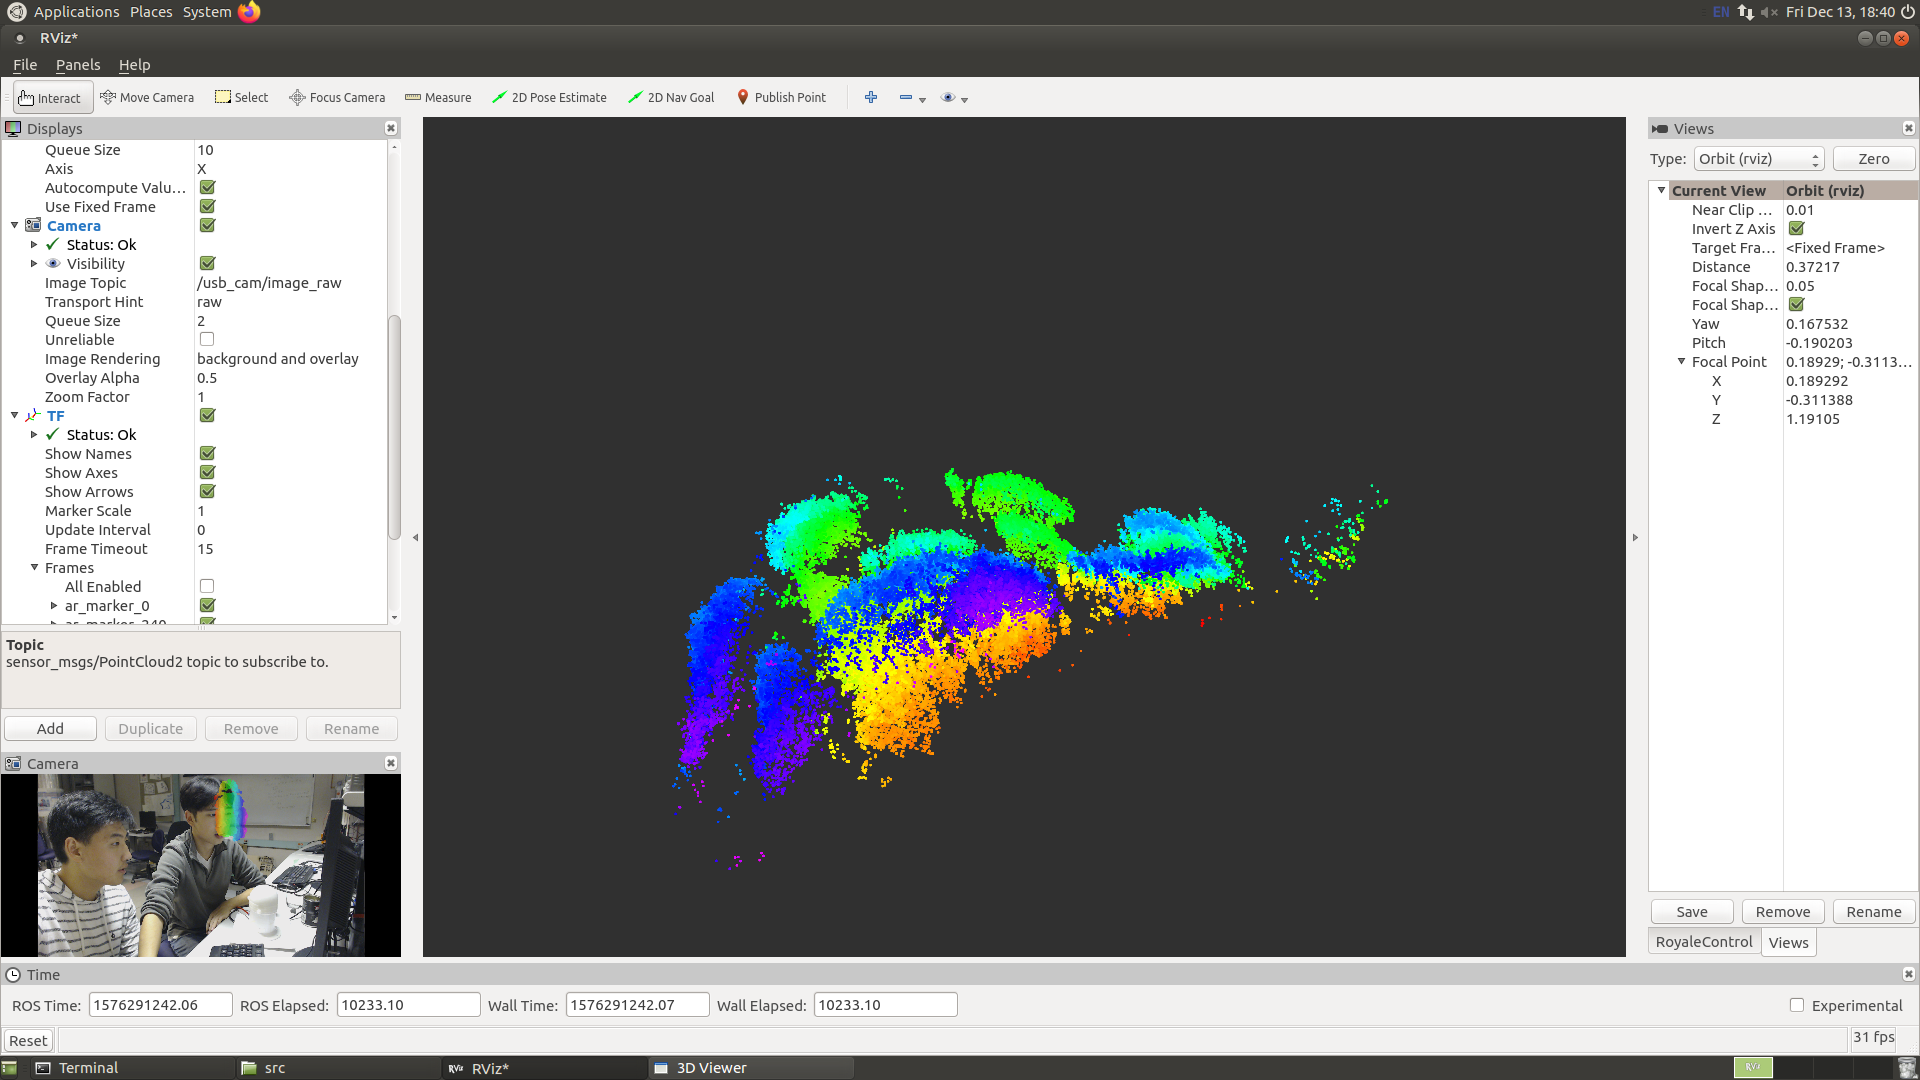 Applications Places System
EN Fri Dec 13, 18:40
RViz*
File Panels Help
Interact Move Camera Select Focus Camera Measure 2D Pose Estimate 2D Nav Goal Publish Point
Displays
Queue Size 10
Axis X
Autocompute Valu...
Use Fixed Frame
Camera
Status: Ok
Visibility
Image Topic /usb_cam/image_raw
Transport Hint raw
Queue Size 2
Unreliable
Image Rendering background and overlay
Overlay Alpha 0.5
Zoom Factor 1
TF
Status: Ok
Show Names
Show Axes
Show Arrows
Marker Scale 1
Update Interval 0
Frame Timeout 15
Frames
All Enabled
ar_marker_0
Topic
sensor_msgs/PointCloud2 topic to subscribe to.
Add Duplicate Remove Rename
Camera
Views
Type: Orbit (rviz) Zero
Current View Orbit (rviz)
Near Clip ... 0.01
Invert Z Axis
Target Fra... <Fixed Frame>
Distance 0.37217
Focal Shap... 0.05
Focal Shap...
Yaw 0.167532
Pitch -0.190203
Focal Point 0.18929; -0.3113...
X 0.189292
Y -0.311388
Z 1.19105
Save Remove Rename
RoyaleControl Views
Time
ROS Time: 1576291242.06 ROS Elapsed: 10233.10 Wall Time: 1576291242.07 Wall Elapsed: 10233.10 Experimental
Reset 31 fps
Terminal src RViz RViz* 3D Viewer RViz